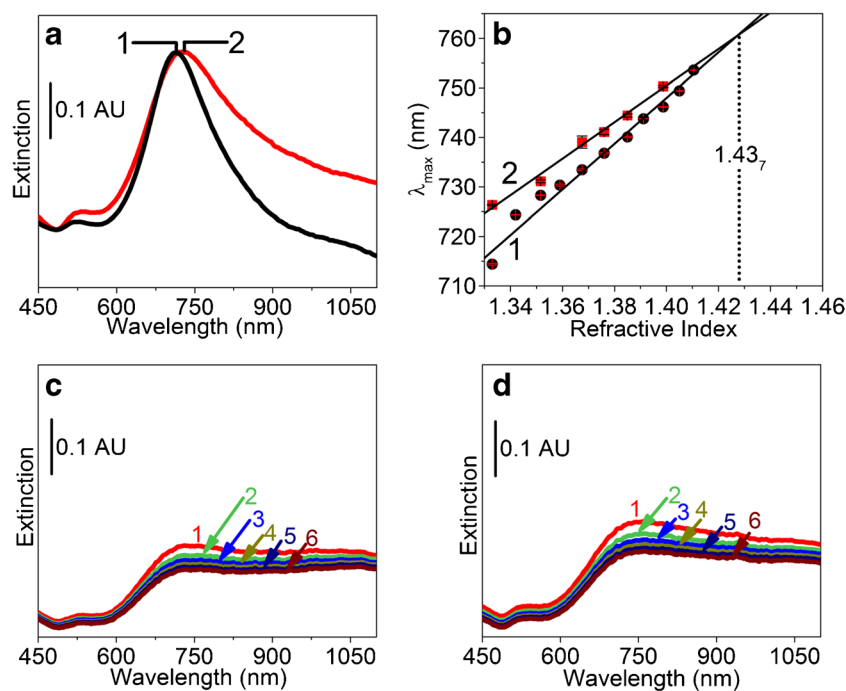 a
1
2
0.1 AU
Extinction
450 600 750 900 1050
Wavelength (nm)
b
760
750
740
730
720
710
λmax (nm)
2
1
1.437
1.34 1.36 1.38 1.40 1.42 1.44 1.46
Refractive Index
c
0.1 AU
Extinction
1
2
3
4
5
6
450 600 750 900 1050
Wavelength (nm)
d
0.1 AU
Extinction
1
2
3
4
5
6
450 600 750 900 1050
Wavelength (nm)